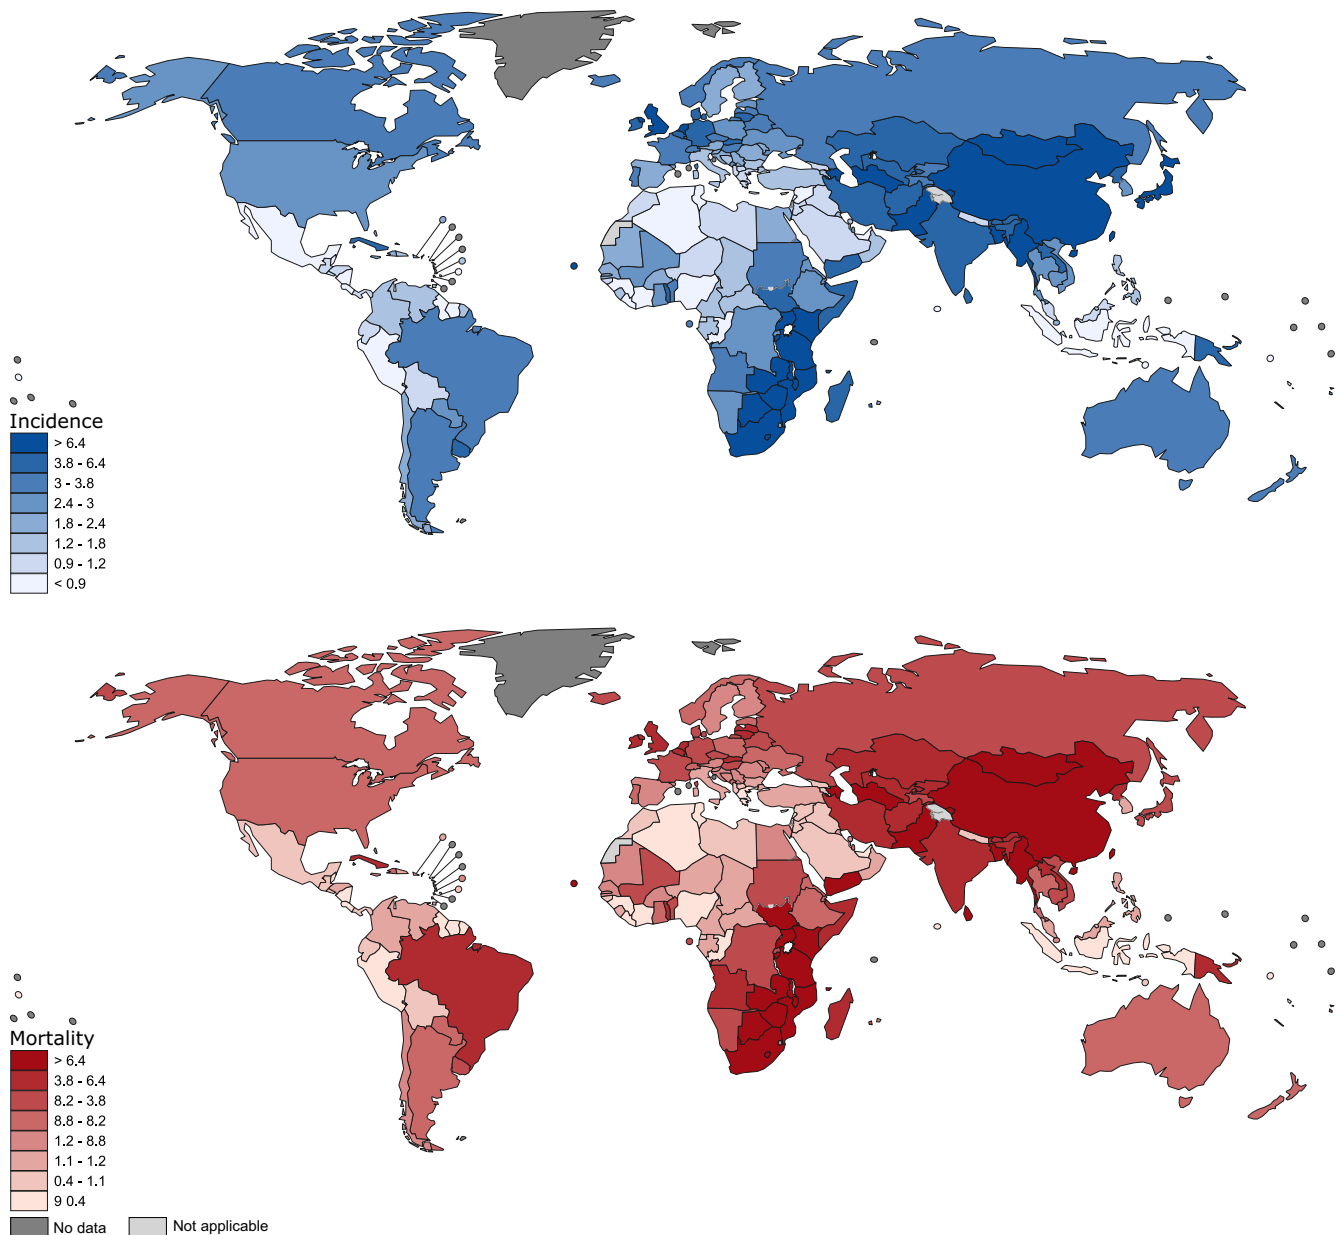 Incidence
> 6.4
3.8 - 6.4
3 - 3.8
2.4 - 3
1.8 - 2.4
1.2 - 1.8
0.9 - 1.2
< 0.9
Mortality
> 6.4
3.8 - 6.4
8.2 - 3.8
8.8 - 8.2
1.2 - 8.8
1.1 - 1.2
0.4 - 1.1
9 0.4
No data
Not applicable